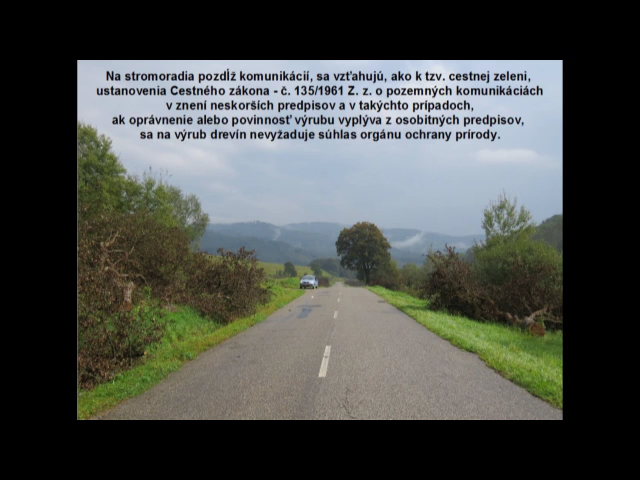 Na stromoradia pozdĺž komunikácií, sa vzťahujú, ako k tzv. cestnej zeleni,
ustanovenia Cestného zákona - č. 135/1961 Z. z. o pozemných komunikáciách
v znení neskorších predpisov a v takýchto prípadoch,
ak oprávnenie alebo povinnosť výrubu vyplýva z osobitných predpisov,
sa na výrub drevín nevyžaduje súhlas orgánu ochrany prírody.